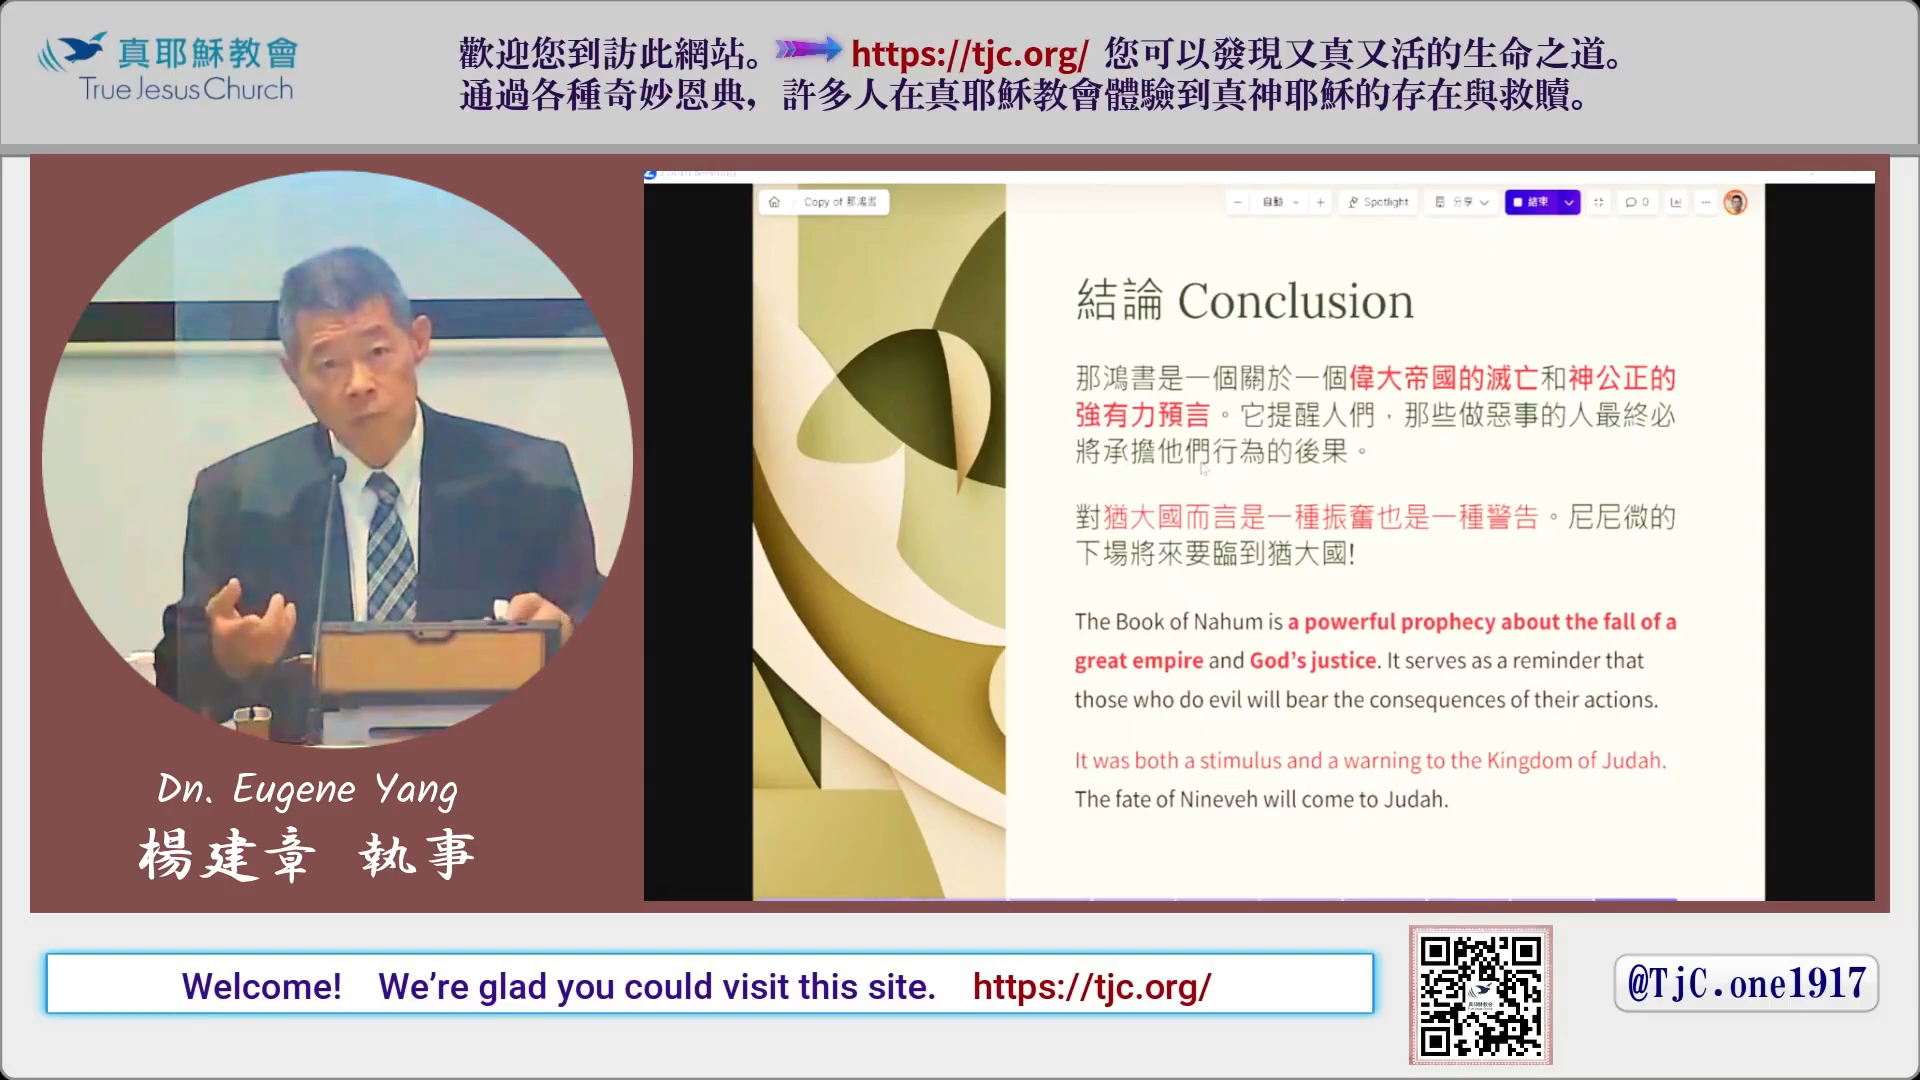 真耶穌教會
True Jesus Church
歡迎您到訪此網站。 https://tjc.org/ 您可以發現又真又活的生命之道。
通過各種奇妙恩典，許多人在真耶穌教會體驗到真神耶穌的存在與救贖。
Copy of 那鴻書
自動
Spotlight
分享
結束
0
結論 Conclusion
那鴻書是一個關於一個偉大帝國的滅亡和神公正的
強有力預言。它提醒人們，那些做惡事的人最終必
將承擔他們行為的後果。
對猶大國而言是一種振奮也是一種警告。尼尼微的
下場將來要臨到猶大國!
The Book of Nahum is a powerful prophecy about the fall of a
great empire and God's justice. It serves as a reminder that
those who do evil will bear the consequences of their actions.
It was both a stimulus and a warning to the Kingdom of Judah.
The fate of Nineveh will come to Judah.
Dn. Eugene Yang
楊建章 執事
Welcome! We're glad you could visit this site. https://tjc.org/
@TjC.one1917